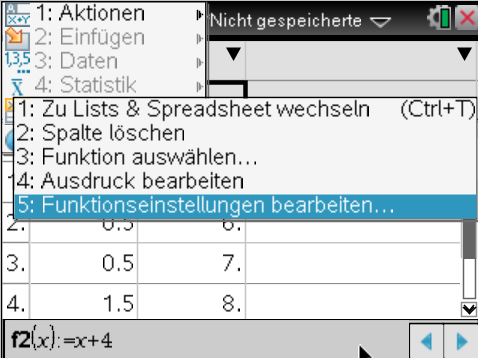 1: Aktionen
Nicht gespeicherte
2: Einfügen
3: Daten
4: Statistik
1: Zu Lists & Spreadsheet wechseln (Ctrl+T)
2: Spalte löschen
3: Funktion auswählen...
4: Ausdruck bearbeiten
5: Funktionseinstellungen bearbeiten...
2. 0.5 6.
3. 0.5 7.
4. 1.5 8.
f2(x):=x+4